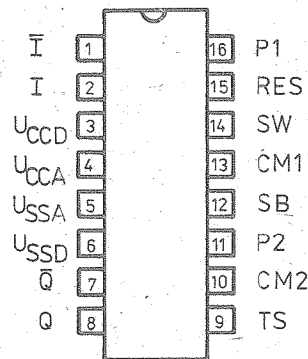 I̅ 1 16 P1
I 2 15 RES
UCCD 3 14 SW
UCCA 4 13 CM1
USSA 5 12 SB
USSD 6 11 P2
Q̅ 7 10 CM2
Q 8 9 TS